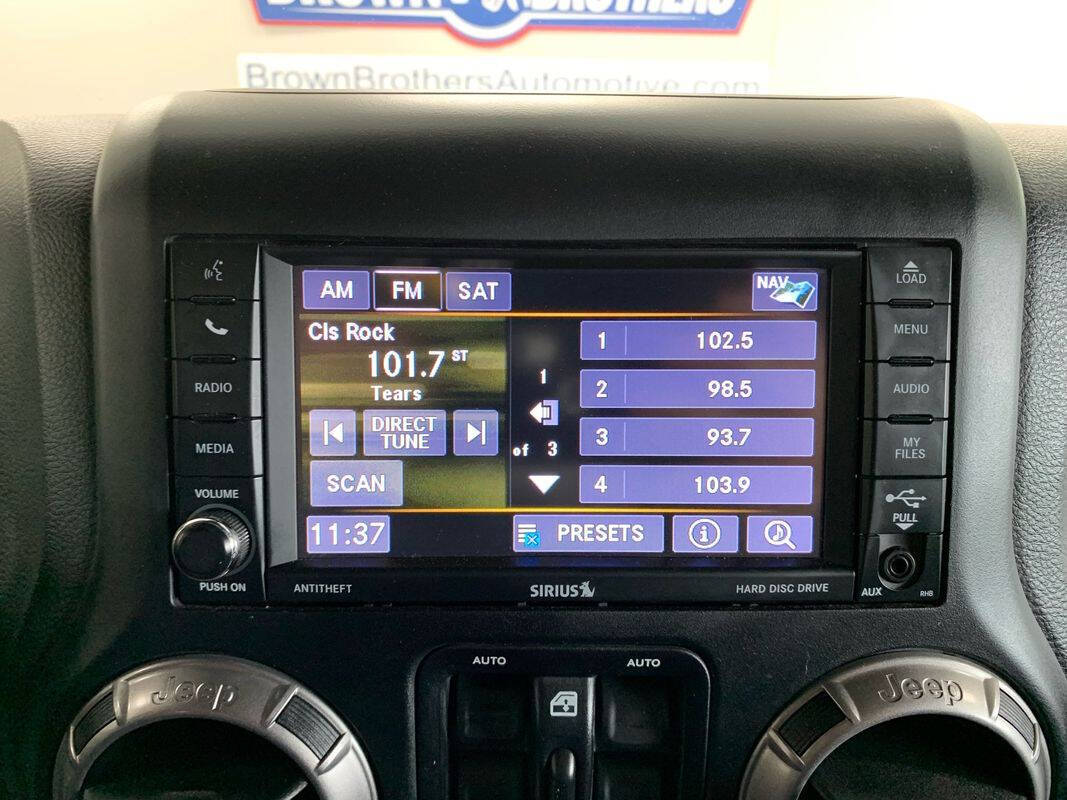 BROWN BROTHERS
BrownBrothersAutomotive.com
LOAD
AM FM SAT NAV
MENU
Cls Rock
101.7 ST
Tears
1 102.5
RADIO
1
2 98.5
AUDIO
DIRECT
TUNE
MEDIA
of 3
3 93.7
MY
FILES
SCAN
4 103.9
VOLUME
PULL
11:37 PRESETS i
PUSH ON
ANTITHEFT SIRIUS HARD DISC DRIVE AUX RHB
AUTO AUTO
Jeep Jeep